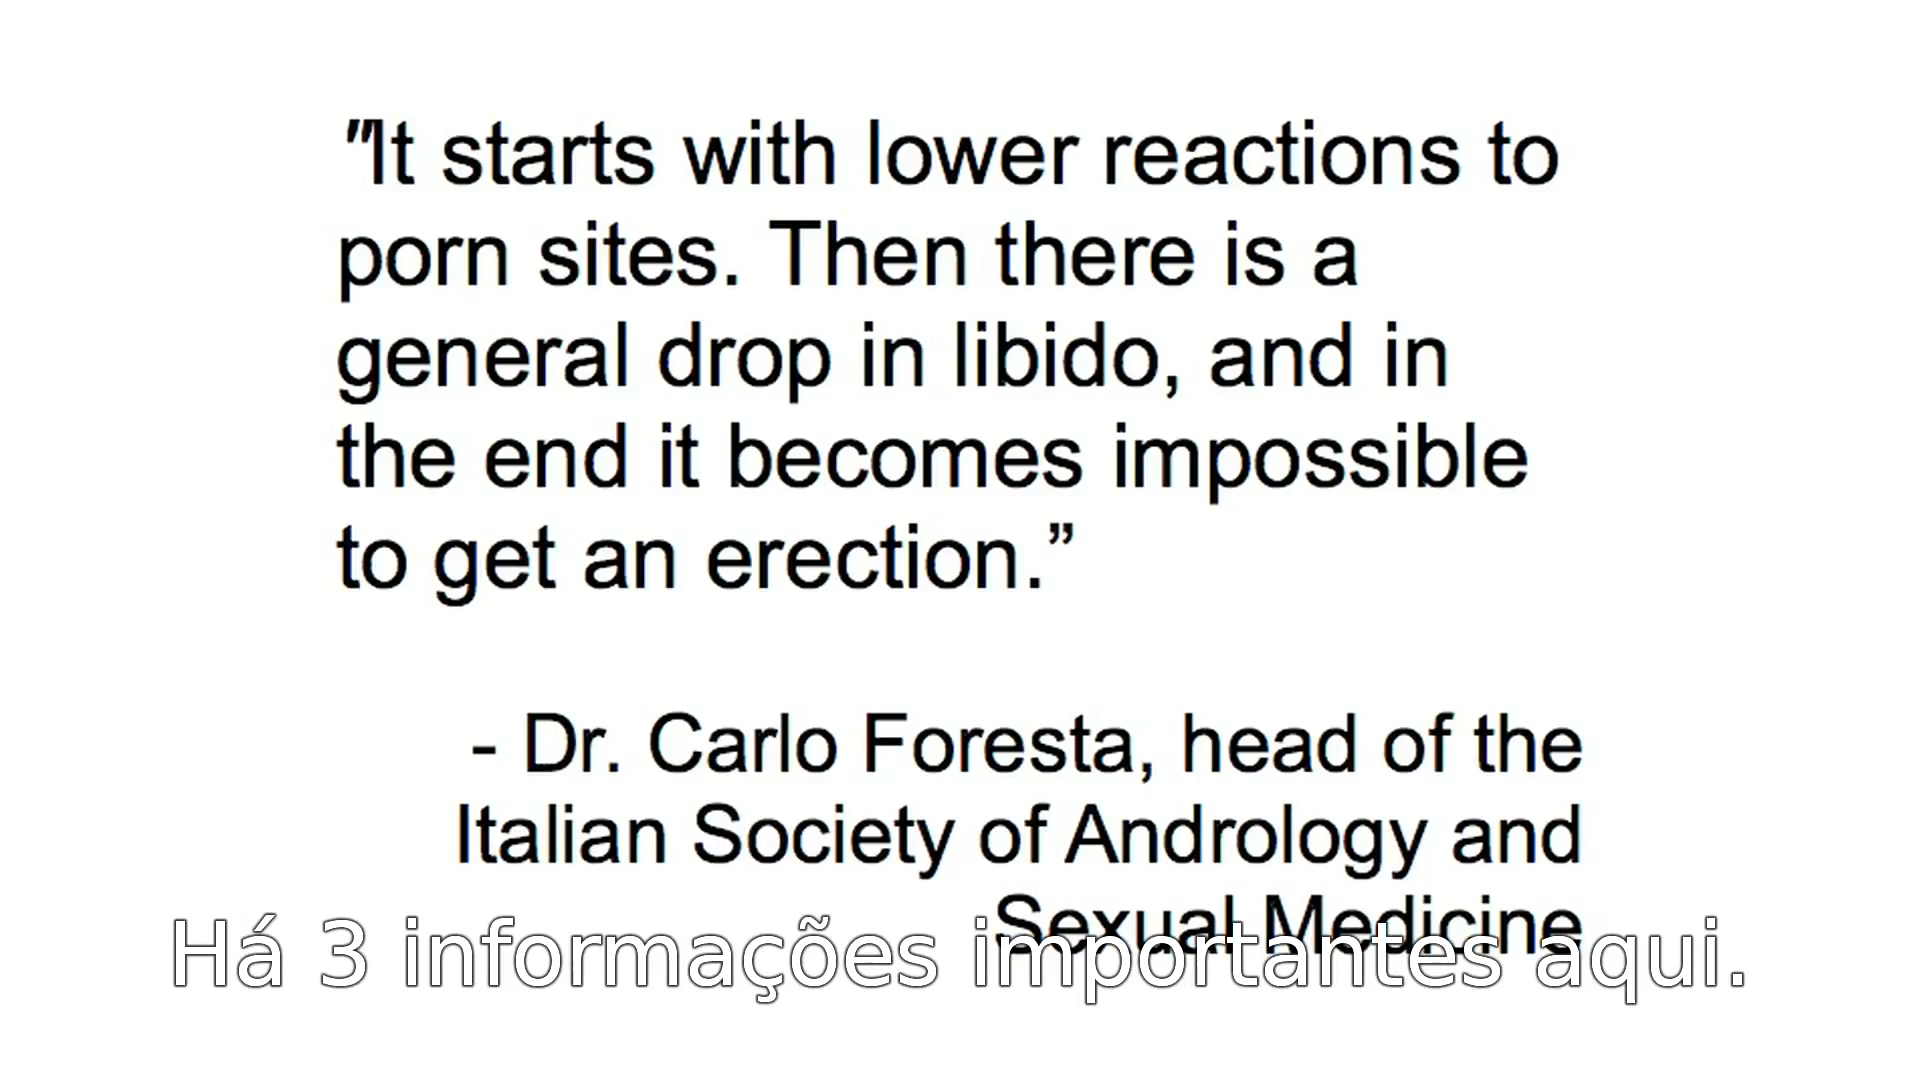 "It starts with lower reactions to
porn sites. Then there is a
general drop in libido, and in
the end it becomes impossible
to get an erection.”
- Dr. Carlo Foresta, head of the
Italian Society of Andrology and
Sexual Medicine
Há 3 informações importantes aqui.